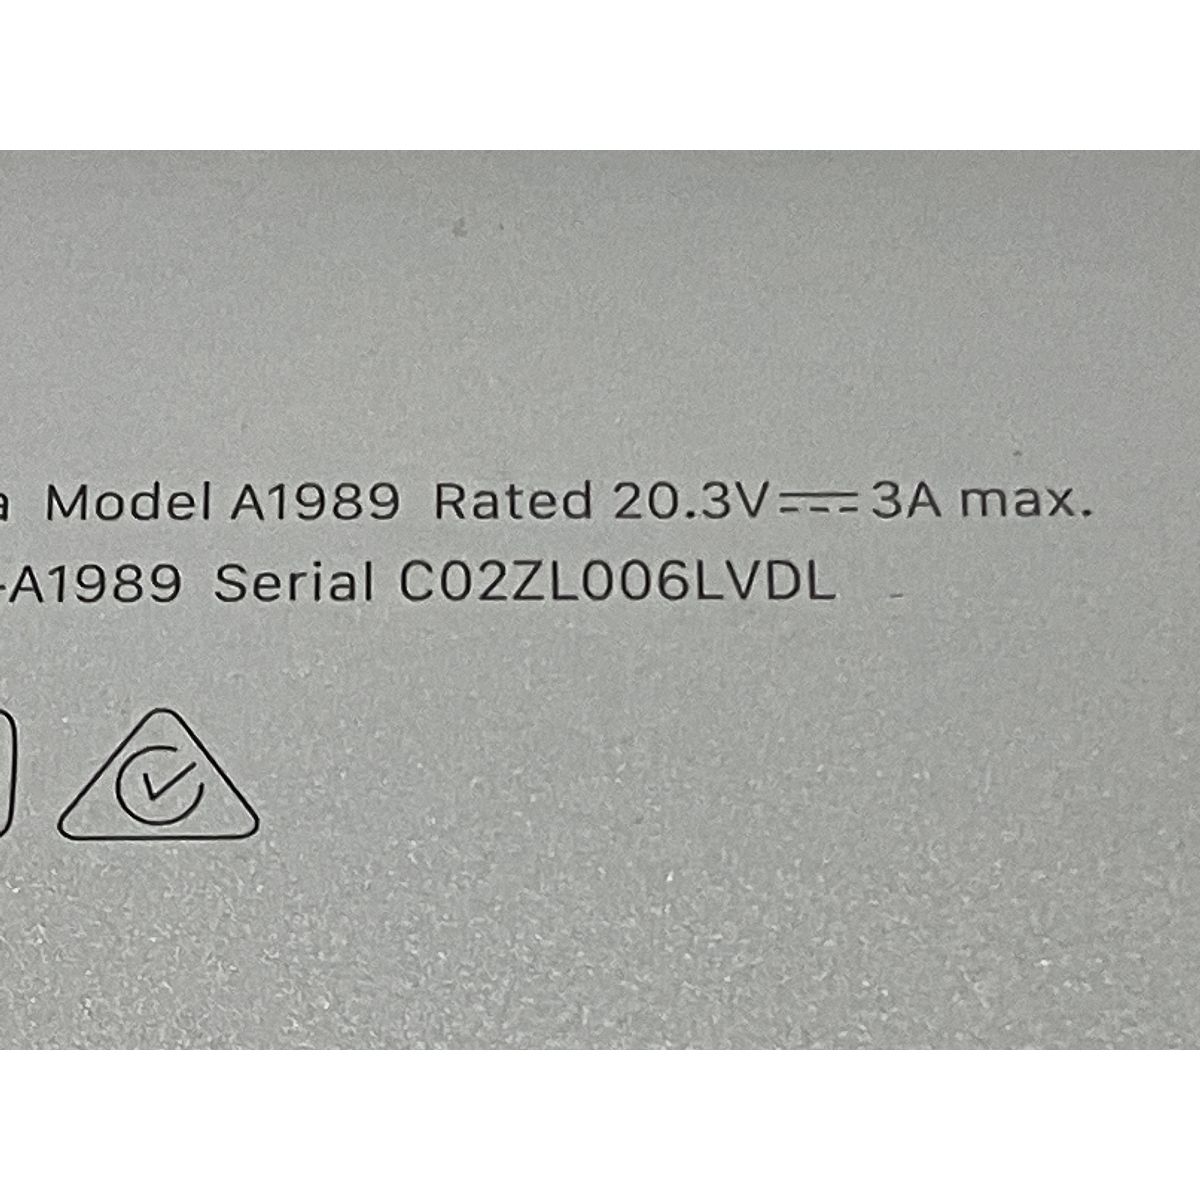 a Model A1989 Rated 20.3V⎓3A max.
-A1989 Serial C02ZL006LVDL